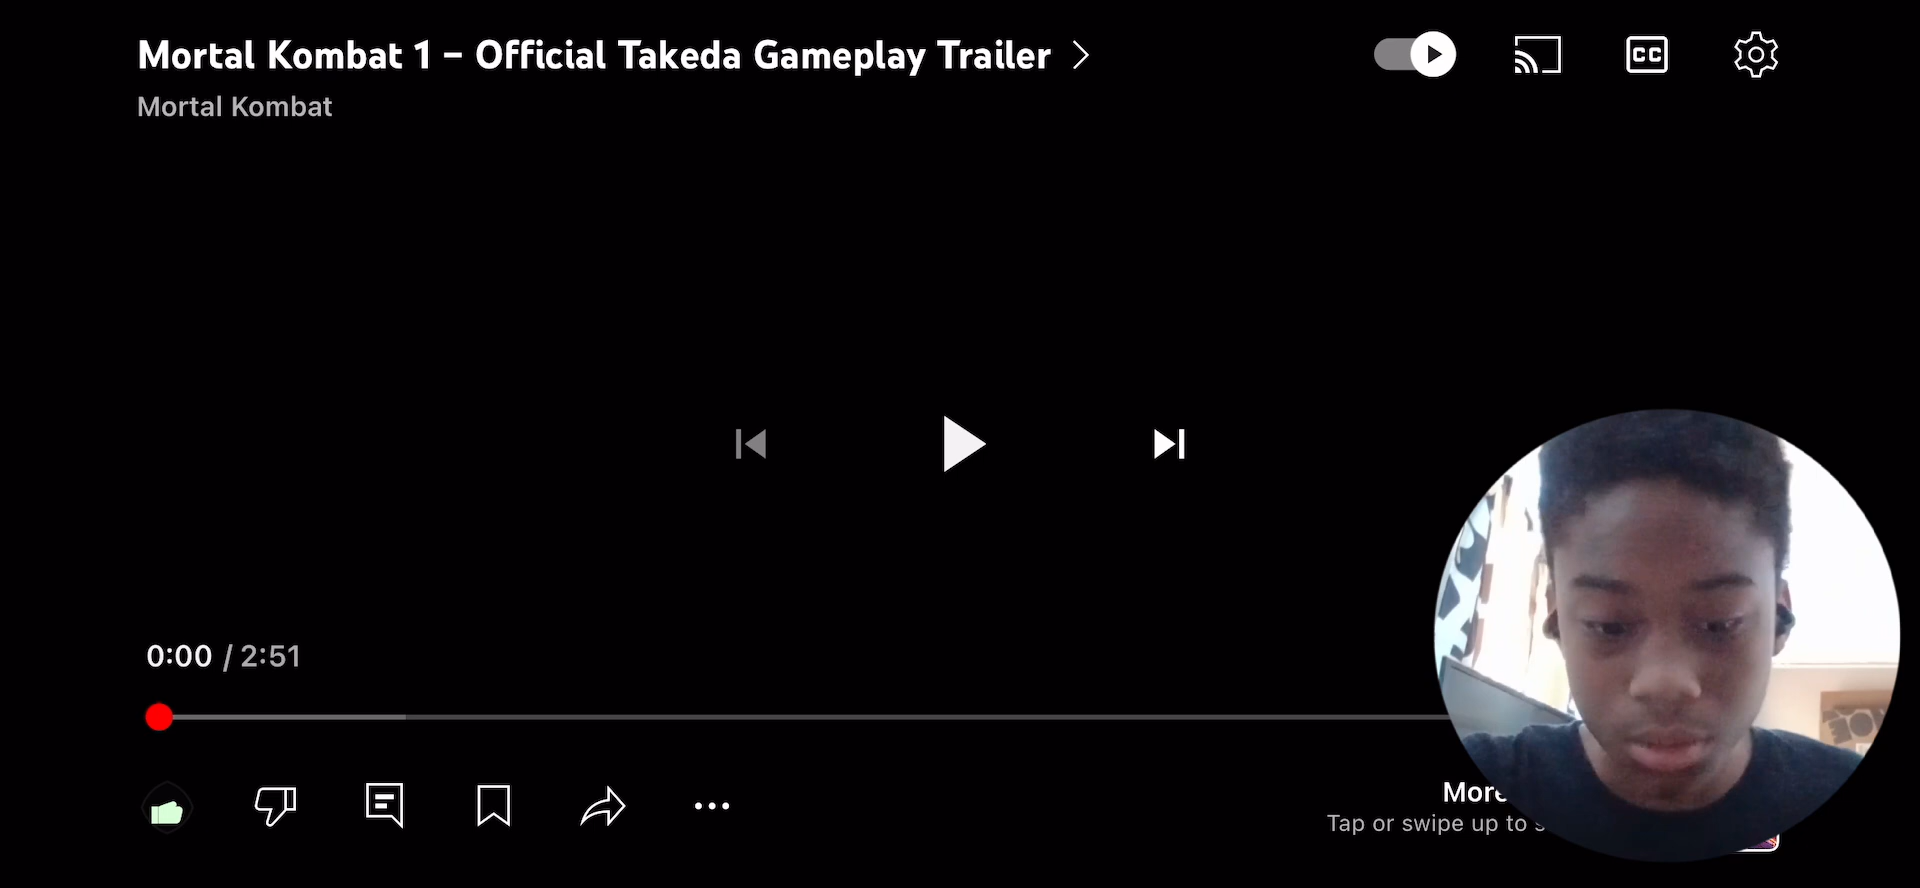 Mortal Kombat 1 – Official Takeda Gameplay Trailer
Mortal Kombat
CC
0:00 / 2:51
More
Tap or swipe up to